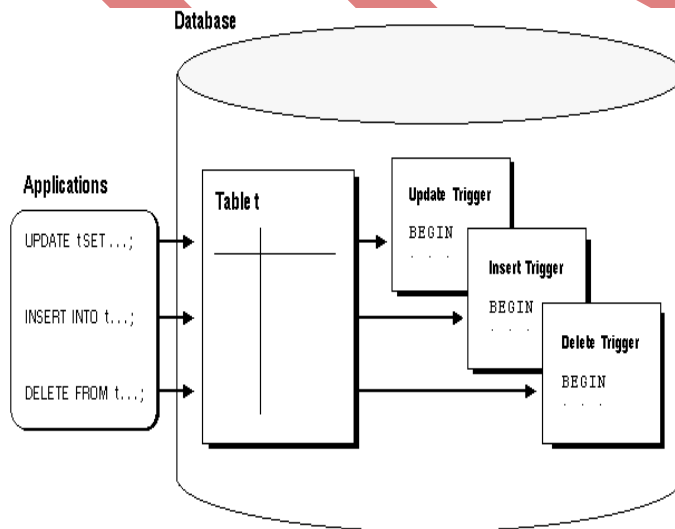 Database
Applications
UPDATE tSET...;
INSERT INTO t...;
DELETE FROM t...;
Table t
Update Trigger
BEGIN
. . .
Insert Trigger
BEGIN
. . .
Delete Trigger
BEGIN
. . .